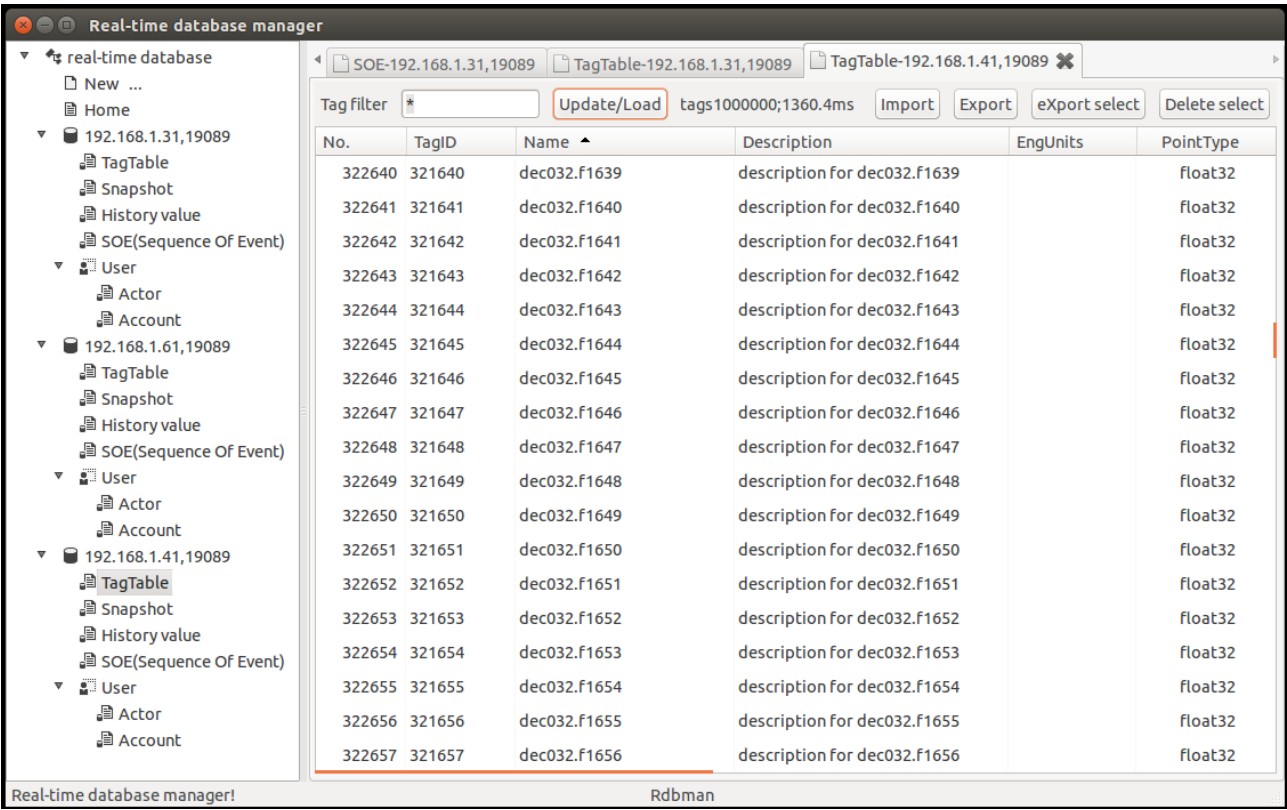 Real-time database manager
real-time database
New ...
Home
192.168.1.31,19089
TagTable
Snapshot
History value
SOE(Sequence Of Event)
User
Actor
Account
192.168.1.61,19089
TagTable
Snapshot
History value
SOE(Sequence Of Event)
User
Actor
Account
192.168.1.41,19089
TagTable
Snapshot
History value
SOE(Sequence Of Event)
User
Actor
Account
SOE-192.168.1.31,19089 TagTable-192.168.1.31,19089 TagTable-192.168.1.41,19089
Tag filter * Update/Load tags1000000;1360.4ms Import Export eXport select Delete select
No. TagID Name Description EngUnits PointType
322640 321640 dec032.f1639 description for dec032.f1639 float32
322641 321641 dec032.f1640 description for dec032.f1640 float32
322642 321642 dec032.f1641 description for dec032.f1641 float32
322643 321643 dec032.f1642 description for dec032.f1642 float32
322644 321644 dec032.f1643 description for dec032.f1643 float32
322645 321645 dec032.f1644 description for dec032.f1644 float32
322646 321646 dec032.f1645 description for dec032.f1645 float32
322647 321647 dec032.f1646 description for dec032.f1646 float32
322648 321648 dec032.f1647 description for dec032.f1647 float32
322649 321649 dec032.f1648 description for dec032.f1648 float32
322650 321650 dec032.f1649 description for dec032.f1649 float32
322651 321651 dec032.f1650 description for dec032.f1650 float32
322652 321652 dec032.f1651 description for dec032.f1651 float32
322653 321653 dec032.f1652 description for dec032.f1652 float32
322654 321654 dec032.f1653 description for dec032.f1653 float32
322655 321655 dec032.f1654 description for dec032.f1654 float32
322656 321656 dec032.f1655 description for dec032.f1655 float32
322657 321657 dec032.f1656 description for dec032.f1656 float32
Real-time database manager! Rdbman